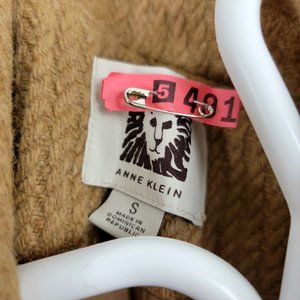 5 491
ANNE KLEIN
S
MADE IN
DOMINICAN
REPUBLIC